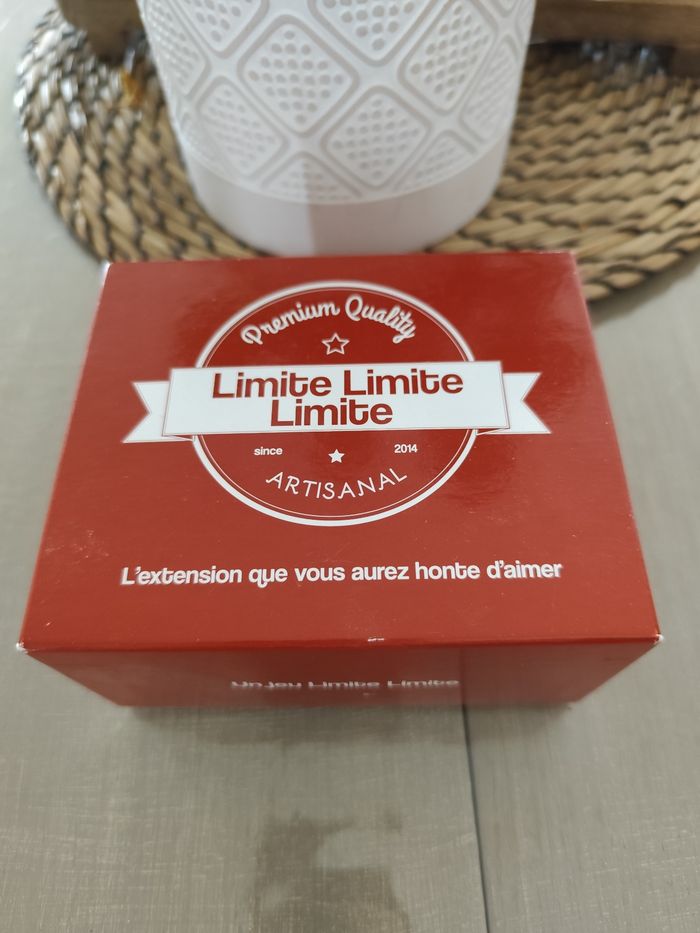 Premium Quality
Limite Limite
Limite
since 2014
ARTISANAL
L'extension que vous aurez honte d'aimer
Un jeu Limite Limite